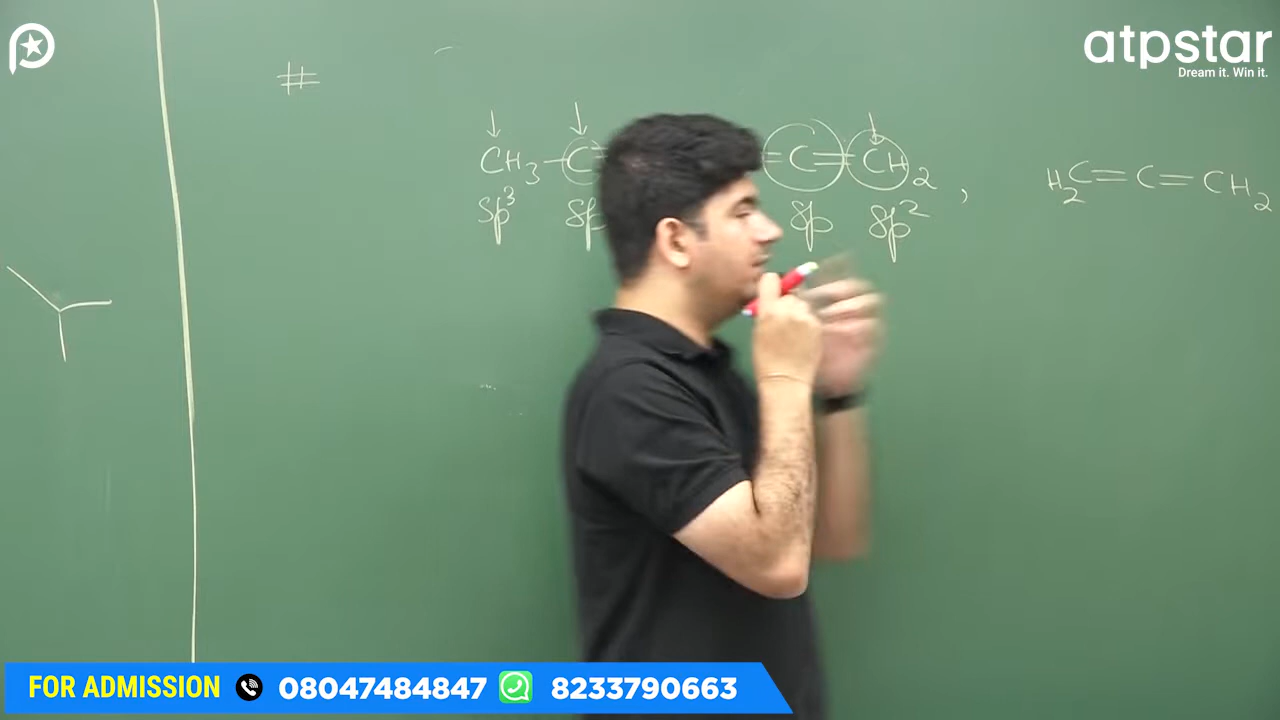 atpstar
Dream it. Win it.
#
↓ ↓ ↓
CH3-C =C=CH2 , H2C=C=CH2
sp3 sp sp sp2
FOR ADMISSION 08047484847 8233790663